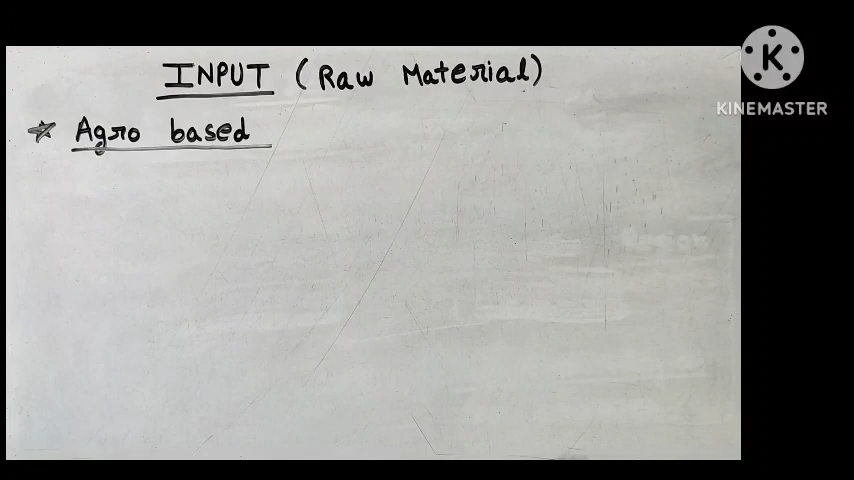 INPUT (Raw Material)
K
KINEMASTER
☆ Agro based